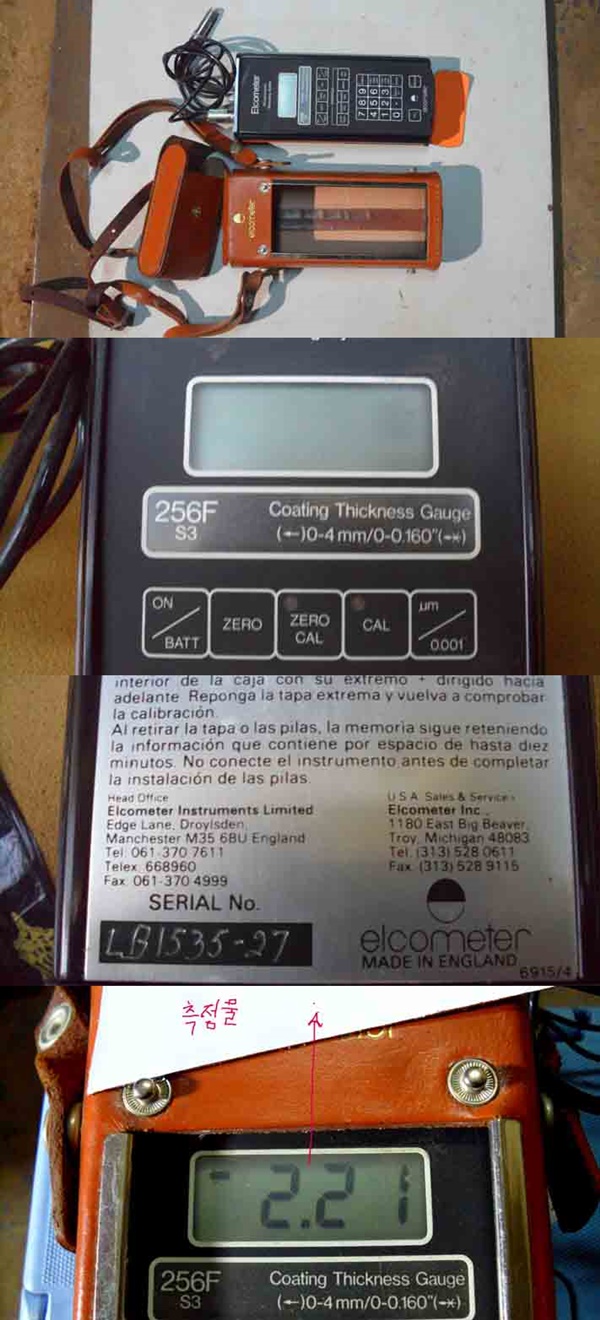 Elcometer
7 8 9
4 5 6
1 2 3
elcometer
256F
S3
Coating Thickness Gauge
(←)0-4mm/0-0.160"(→×)
ON
BATT
ZERO
ZERO
CAL
CAL
µm
0.001"
interior de la caja con su extremo + dirigido hacia
adelante. Reponga la tapa extrema y vuelva a comprobar
la calibración.
Al retirar la tapa o las pilas, la memoria sigue reteniendo
la información que contiene por espacio de hasta diez
minutos. No conecte el instrumento antes de completar
la instalación de las pilas.
Head Office
Elcometer Instruments Limited
Edge Lane, Droylsden,
Manchester M35 6BU England
Tel: 061-370 7611
Telex: 668960
Fax: 061-370 4999
U S A Sales & Service:
Elcometer Inc.,
1180 East Big Beaver,
Troy, Michigan 48083
Tel. (313) 528 0611
Fax. (313) 528 9115
SERIAL No.
LB1535-27
elcometer
MADE IN ENGLAND
6915/4
측점물
-2.21
256F
S3
Coating Thickness Gauge
(←)0-4mm/0-0.160"(→×)